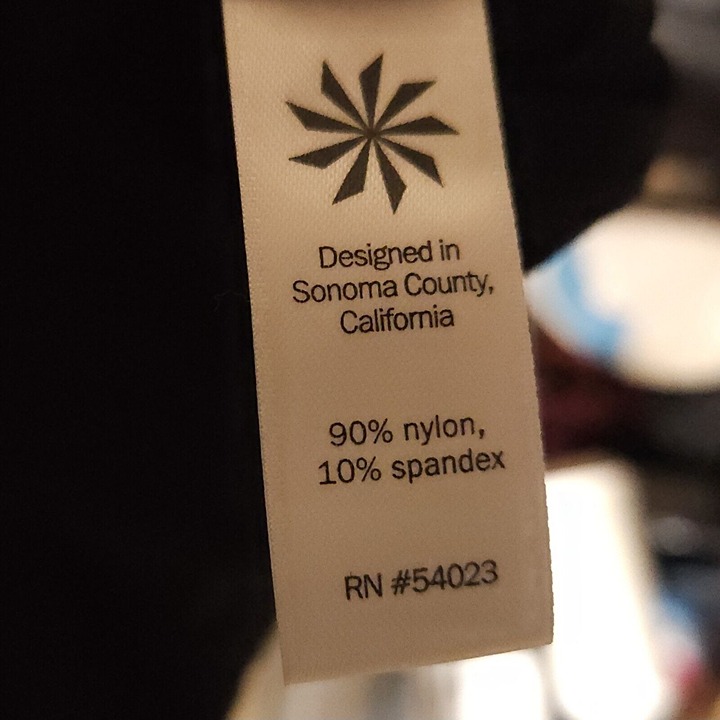 Designed in
Sonoma County,
California
90% nylon,
10% spandex
RN #54023